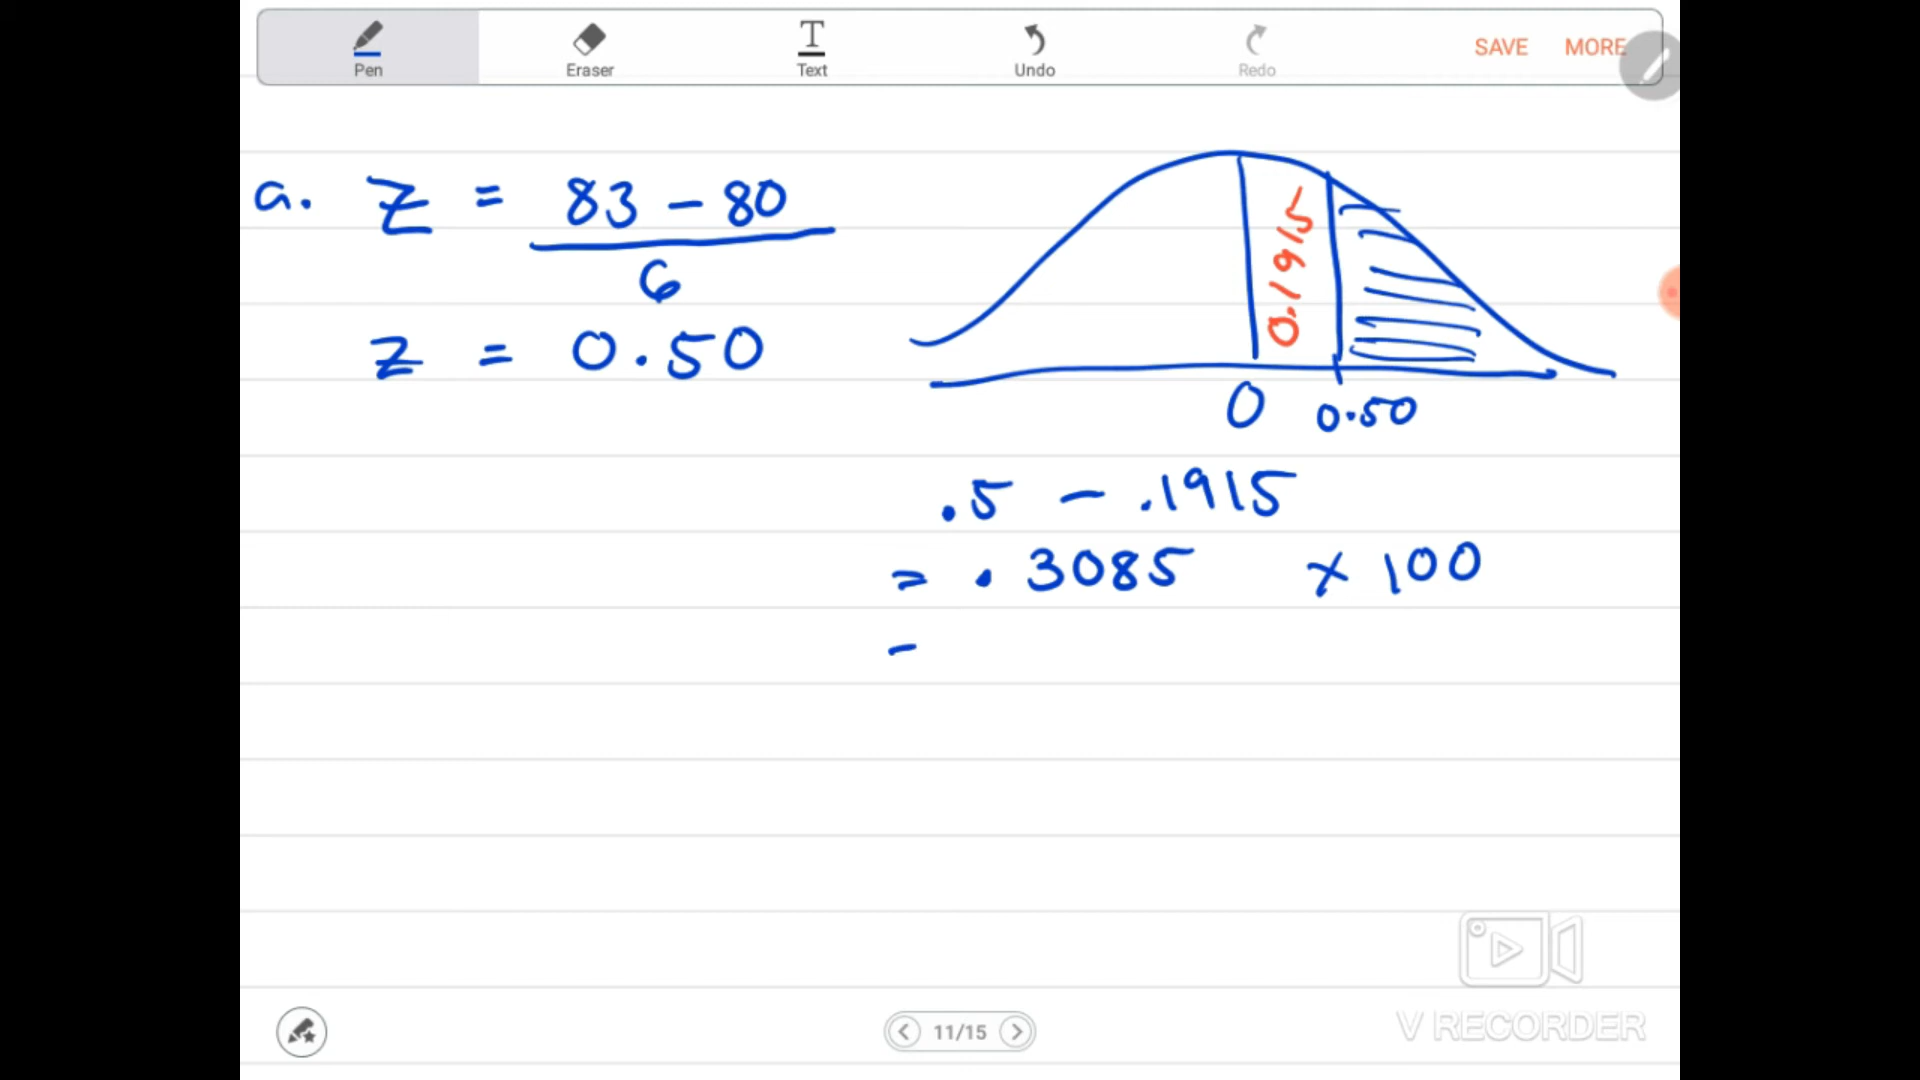 Pen Eraser Text Undo Redo SAVE MORE
a. Z = 83 - 80
6
Z = 0.50
0.1915
0 0.50
.5 - .1915
= .3085 x 100
-
11/15
V RECORDER